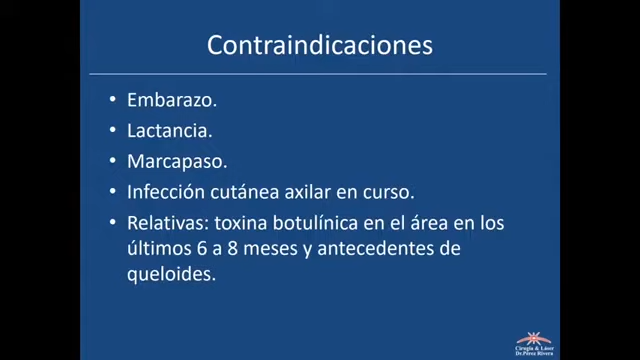 Contraindicaciones
• Embarazo.
• Lactancia.
• Marcapaso.
• Infección cutánea axilar en curso.
• Relativas: toxina botulínica en el área en los
últimos 6 a 8 meses y antecedentes de
queloides.
Cirugía & Láser
Dr. Pérez Rivera